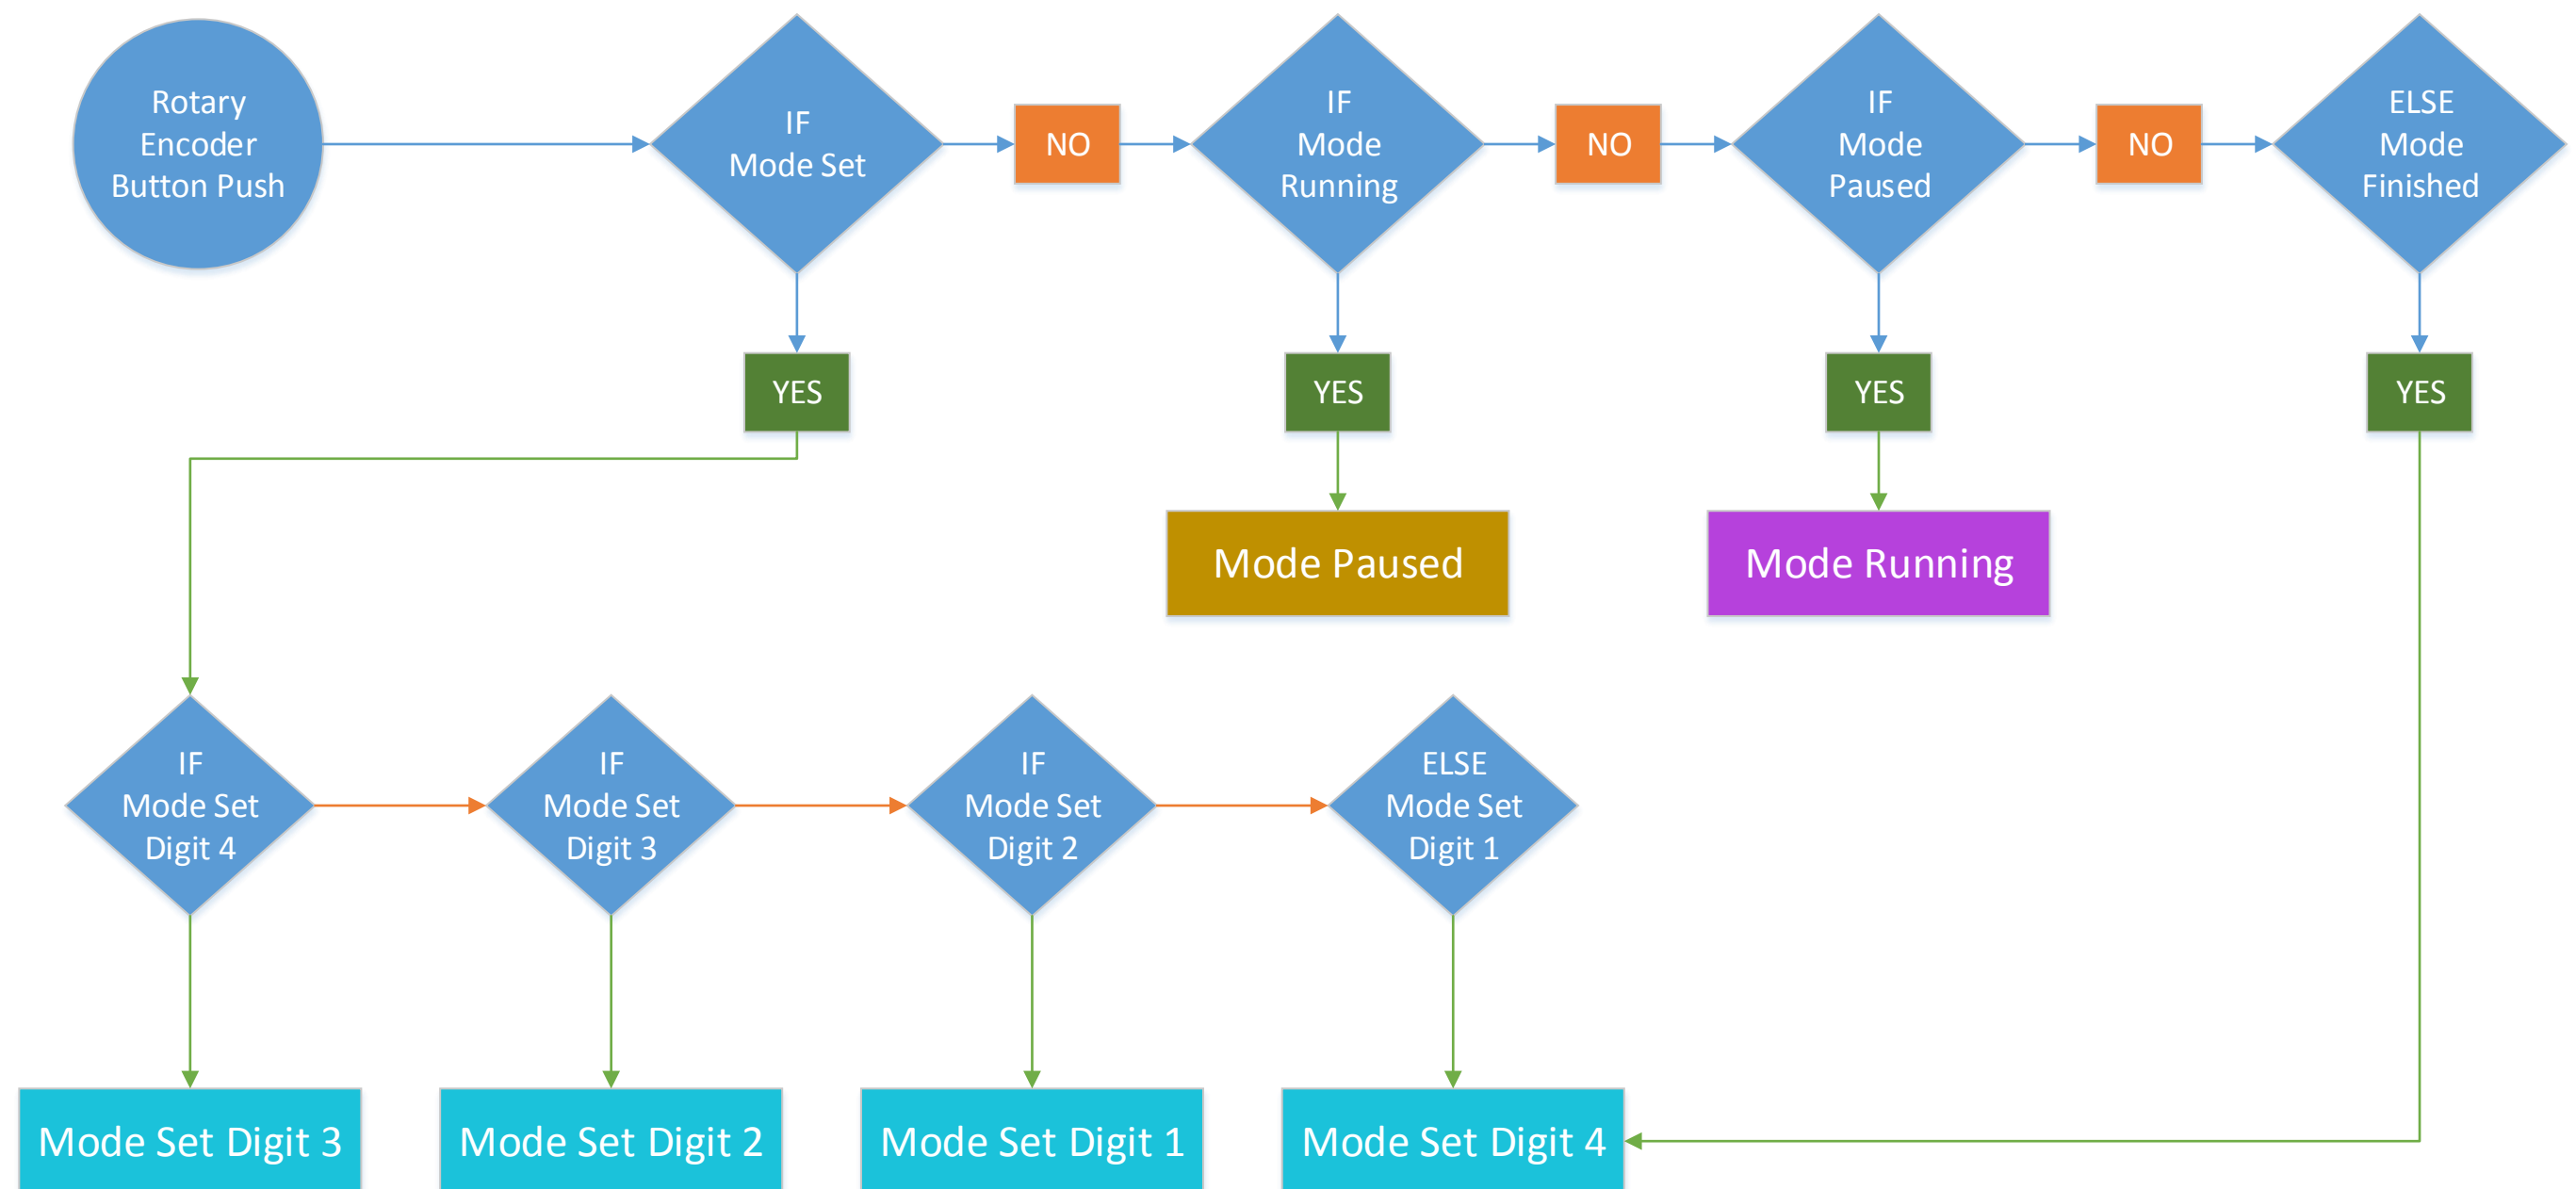 Rotary
Encoder
Button Push
IF
Mode Set
NO
IF
Mode
Running
NO
IF
Mode
Paused
NO
ELSE
Mode
Finished
YES
YES
YES
YES
Mode Paused
Mode Running
IF
Mode Set
Digit 4
IF
Mode Set
Digit 3
IF
Mode Set
Digit 2
ELSE
Mode Set
Digit 1
Mode Set Digit 3
Mode Set Digit 2
Mode Set Digit 1
Mode Set Digit 4